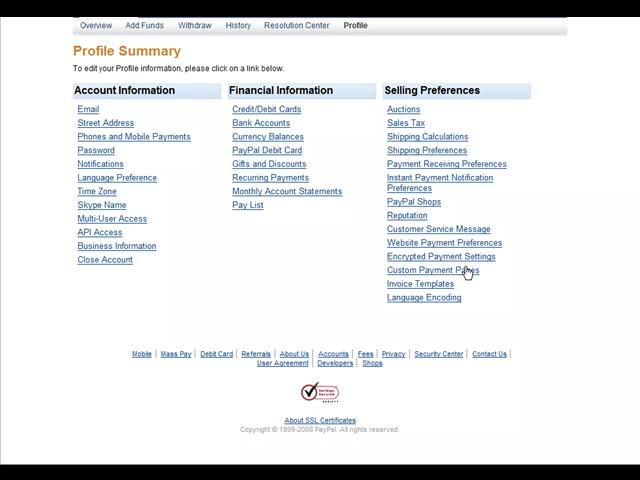 Overview Add Funds Withdraw History Resolution Center Profile
Profile Summary
To edit your Profile information, please click on a link below.
Account Information
Email
Street Address
Phones and Mobile Payments
Password
Notifications
Language Preference
Time Zone
Skype Name
Multi-User Access
API Access
Business Information
Close Account
Financial Information
Credit/Debit Cards
Bank Accounts
Currency Balances
PayPal Debit Card
Gifts and Discounts
Recurring Payments
Monthly Account Statements
Pay List
Selling Preferences
Auctions
Sales Tax
Shipping Calculations
Shipping Preferences
Payment Receiving Preferences
Instant Payment Notification
Preferences
PayPal Shops
Reputation
Customer Service Message
Website Payment Preferences
Encrypted Payment Settings
Custom Payment Pages
Invoice Templates
Language Encoding
Mobile | Mass Pay | Debit Card | Referrals | About Us | Accounts | Fees | Privacy | Security Center | Contact Us |
User Agreement | Developers | Shops
About SSL Certificates
Copyright © 1999-2008 PayPal. All rights reserved.